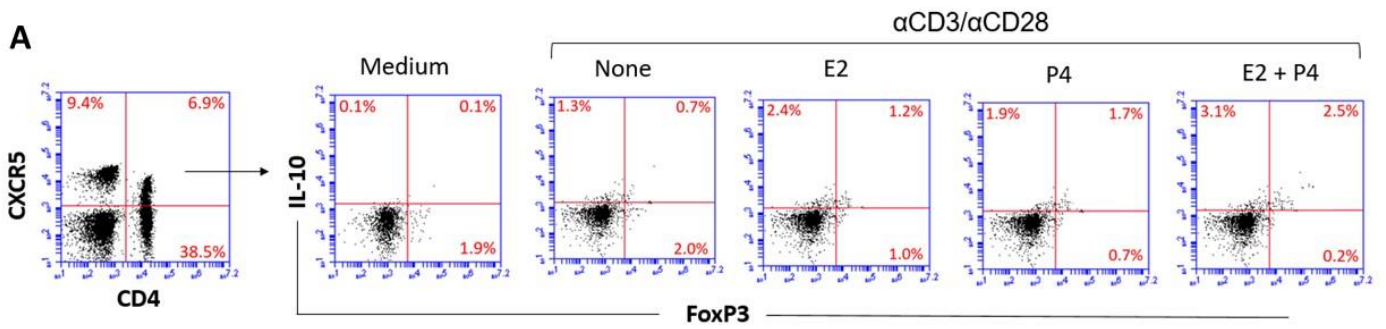 A
αCD3/αCD28
Medium
None
E2
P4
E2 + P4
9.4% 6.9%
38.5%
CXCR5
CD4
0.1% 0.1%
1.9%
IL-10
1.3% 0.7%
2.0%
2.4% 1.2%
1.0%
1.9% 1.7%
0.7%
3.1% 2.5%
0.2%
FoxP3